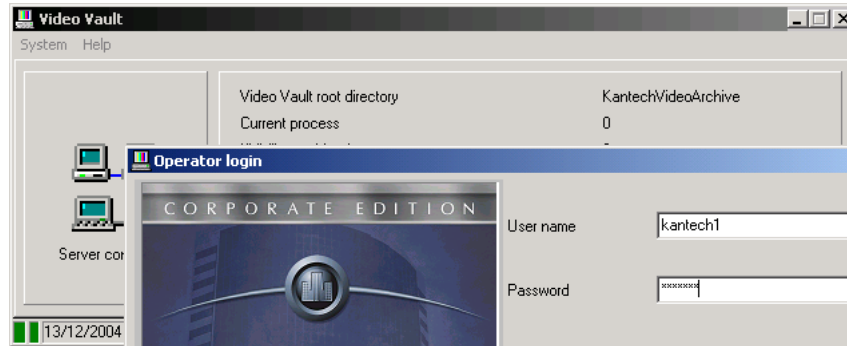 Video Vault
System Help
Video Vault root directory KantechVideoArchive
Current process 0
Operator login
CORPORATE EDITION
User name kantech1
Password xxxxxxx
Server cor
13/12/2004